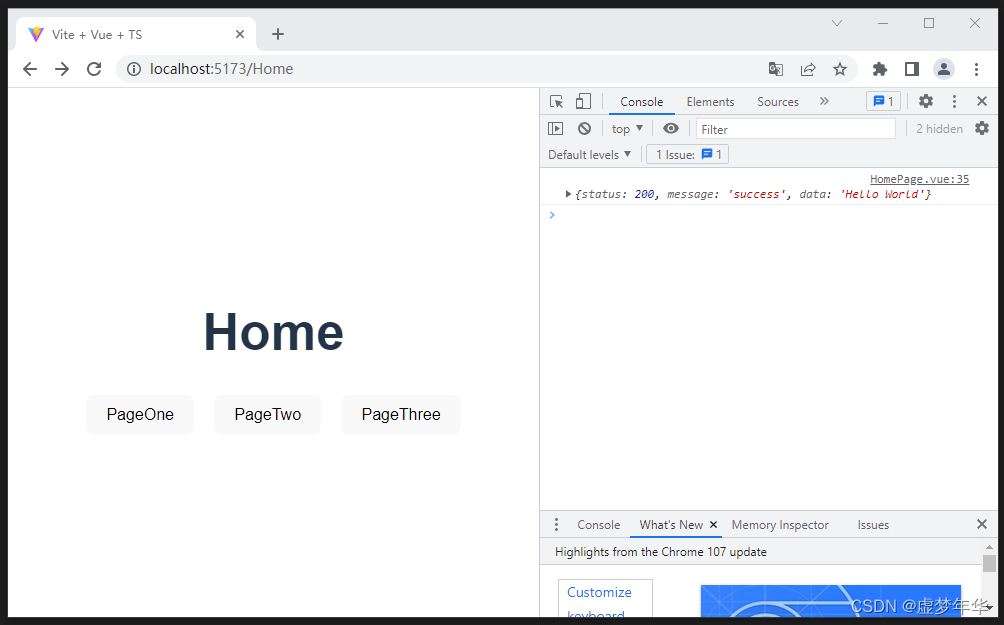 Vite + Vue + TS
localhost:5173/Home
Console Elements Sources 1
top Filter 2 hidden
Default levels 1 Issue: 1
HomePage.vue:35
{status: 200, message: 'success', data: 'Hello World'}
Home
PageOne PageTwo PageThree
Console What's New Memory Inspector Issues
Highlights from the Chrome 107 update
Customize
keyboard
CSDN @虚梦年华